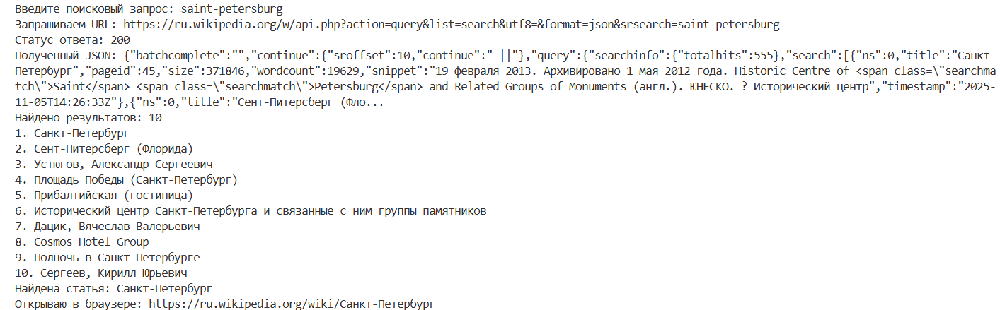 Введите поисковый запрос: saint-petersburg
Запрашиваем URL: https://ru.wikipedia.org/w/api.php?action=query&list=search&utf8=&format=json&srsearch=saint-petersburg
Статус ответа: 200
Полученный JSON: {"batchcomplete":"","continue":{"sroffset":10,"continue":"-||"},"query":{"searchinfo":{"totalhits":555},"search":[{"ns":0,"title":"Санкт-
Петербург","pageid":45,"size":371846,"wordcount":19629,"snippet":"19 февраля 2013. Архивировано 1 мая 2012 года. Historic Centre of <span class=\"searchma
tch\">Saint</span> <span class=\"searchmatch\">Petersburg</span> and Related Groups of Monuments (англ.). ЮНЕСКО. ? Исторический центр","timestamp":"2025-
11-05T14:26:33Z"},{"ns":0,"title":"Сент-Питерсберг (Фло...
Найдено результатов: 10
1. Санкт-Петербург
2. Сент-Питерсберг (Флорида)
3. Устюгов, Александр Сергеевич
4. Площадь Победы (Санкт-Петербург)
5. Прибалтийская (гостиница)
6. Исторический центр Санкт-Петербурга и связанные с ним группы памятников
7. Дацик, Вячеслав Валерьевич
8. Cosmos Hotel Group
9. Полночь в Санкт-Петербурге
10. Сергеев, Кирилл Юрьевич
Найдена статья: Санкт-Петербург
Открываю в браузере: https://ru.wikipedia.org/wiki/Санкт-Петербург